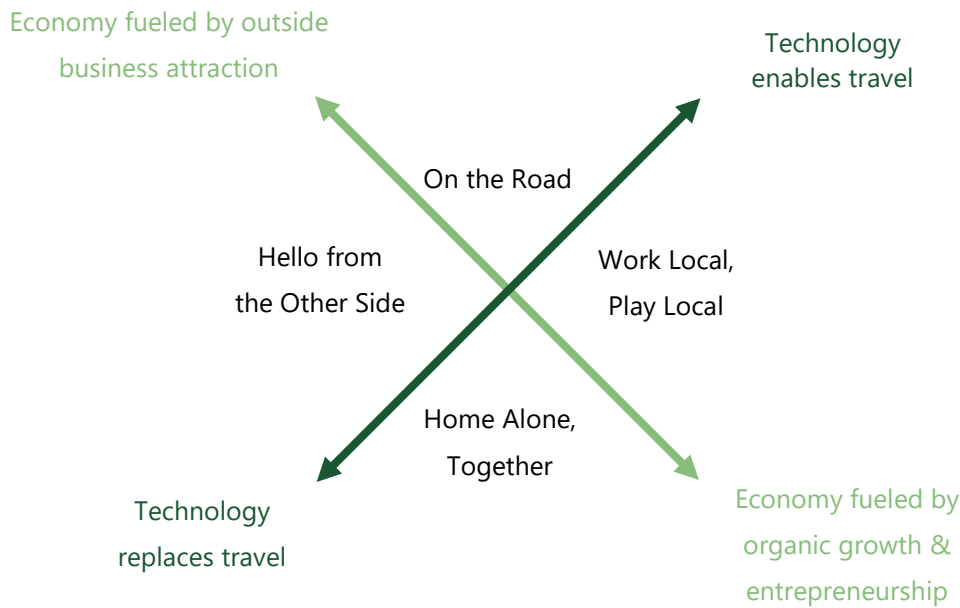 Economy fueled by outside
business attraction
Technology
enables travel
On the Road
Hello from
the Other Side
Work Local,
Play Local
Home Alone,
Together
Technology
replaces travel
Economy fueled by
organic growth &
entrepreneurship